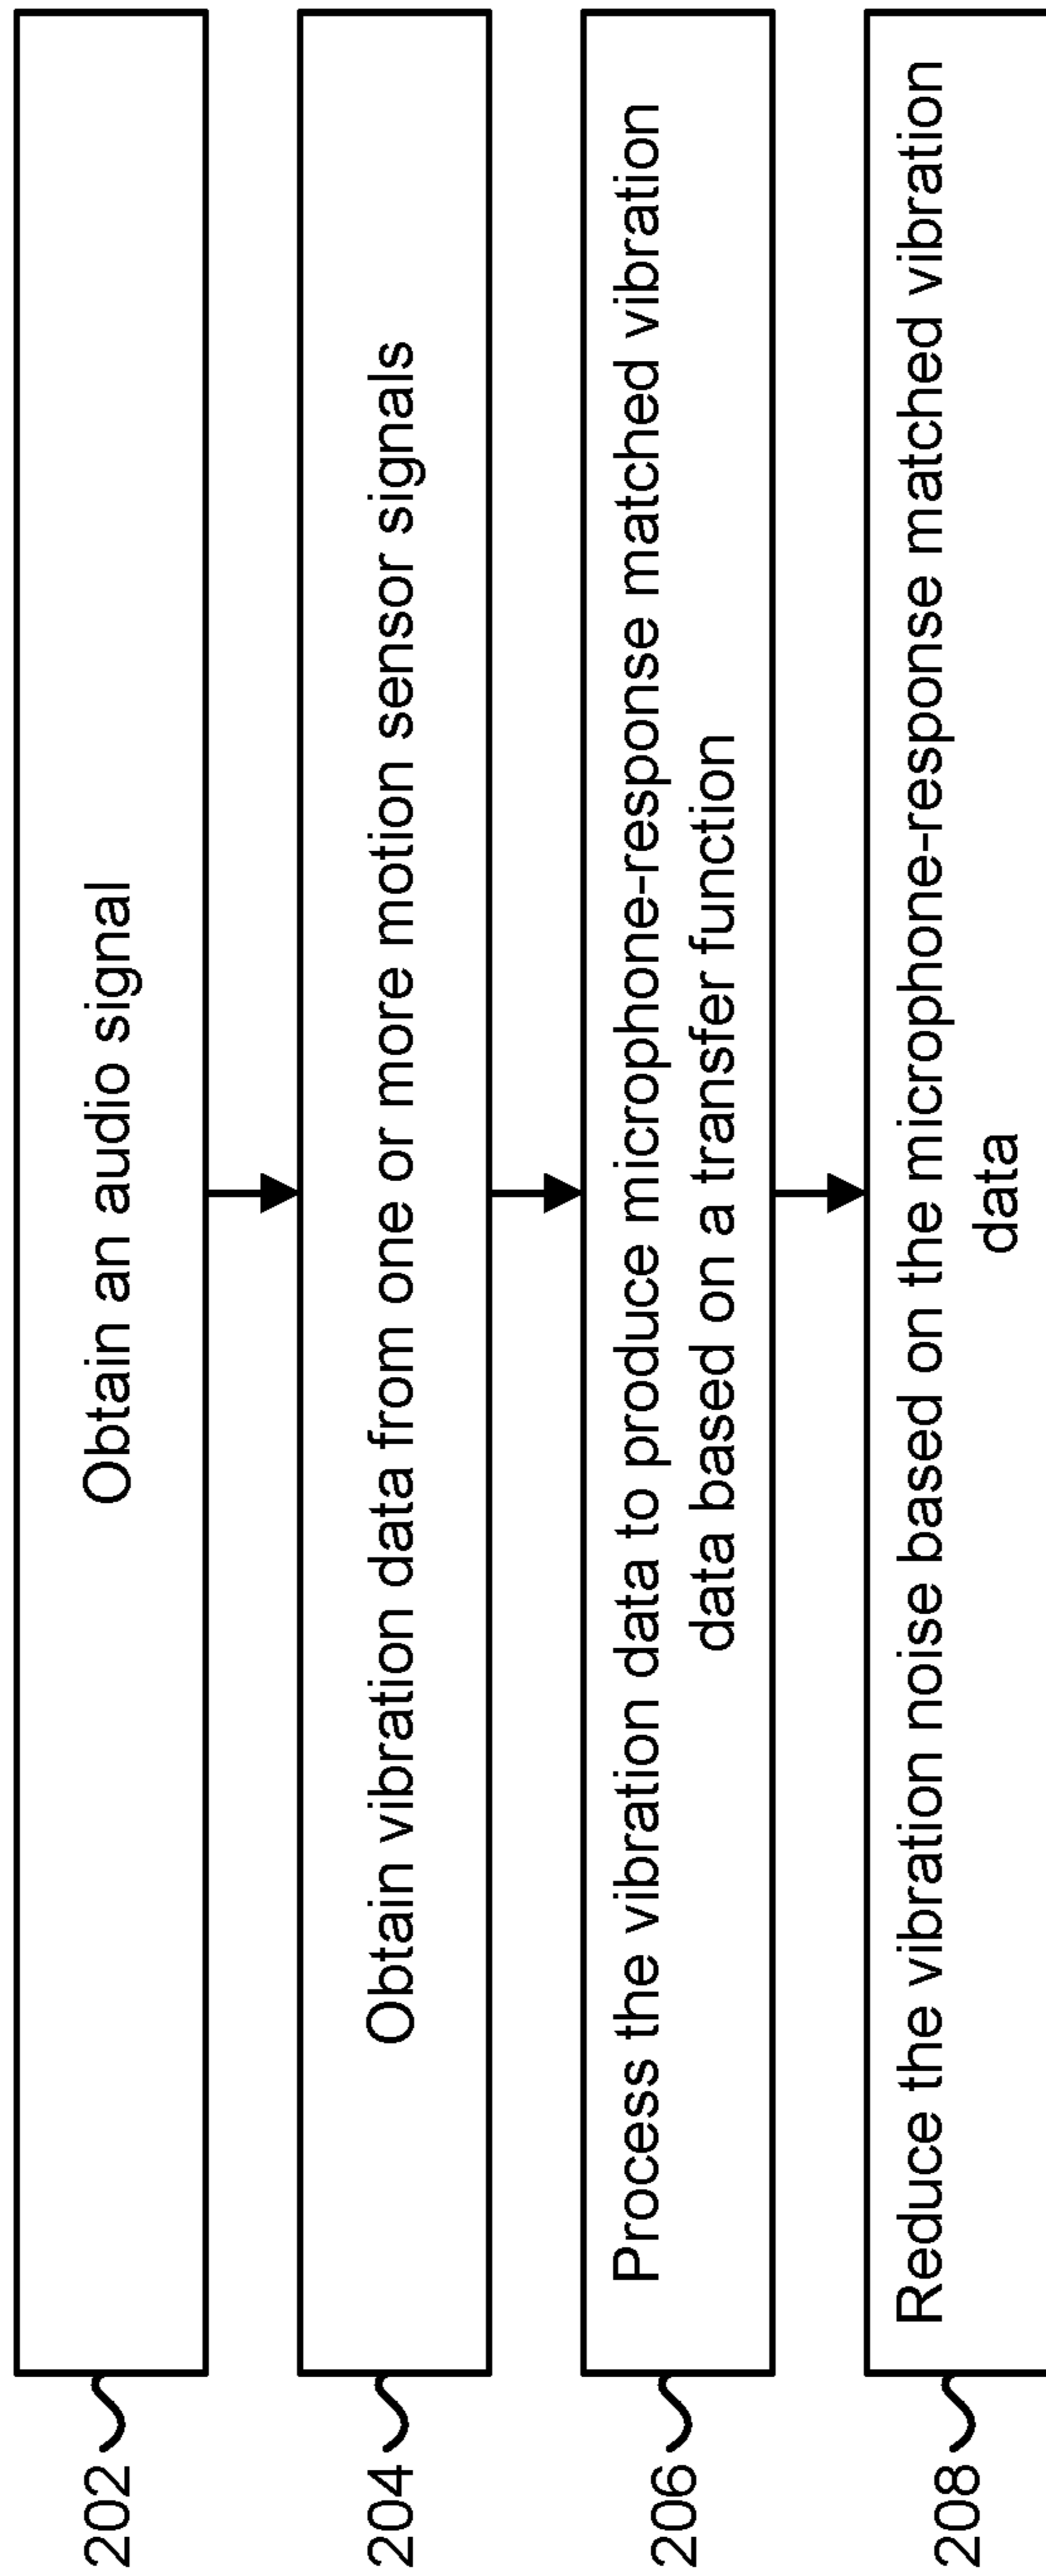 202
Obtain an audio signal
204
Obtain vibration data from one or more motion sensor signals
206
Process the vibration data to produce microphone-response matched vibration
data based on a transfer function
208
Reduce the vibration noise based on the microphone-response matched vibration
data